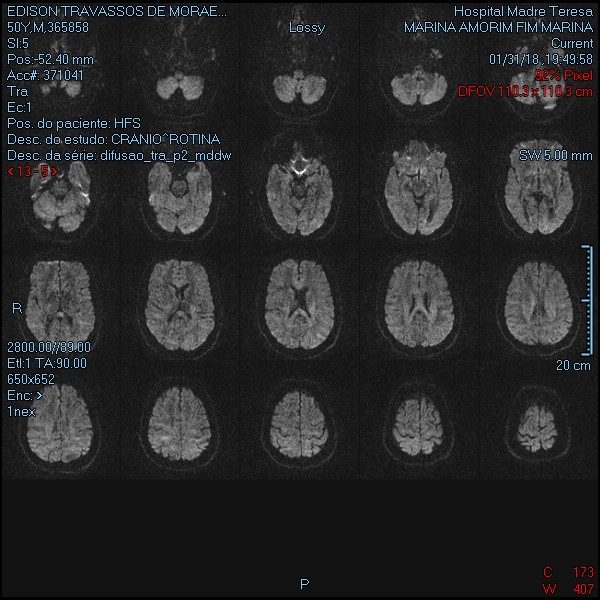 EDISON TRAVASSOS DE MORAE...
50Y,M,365858
Sl:5
Pos:-52.40 mm
Acc#: 371041
Tra
Ec:1
Pos. do paciente: HFS
Desc. do estudo: CRANIO^ROTINA
Desc. da série: difusao_tra_p2_mddw
< 13 - 5 >
Lossy
Hospital Madre Teresa
MARINA AMORIM FIM MARINA
Current
01/31/18 ,19:49:58
52% Pixel
DFOV 110.3 x 110.3 cm
SW 5.00 mm
R
20 cm
2800.00//89.00
Etl:1 TA:90.00
650x652
Enc: >
1nex
P
C 173
W 407